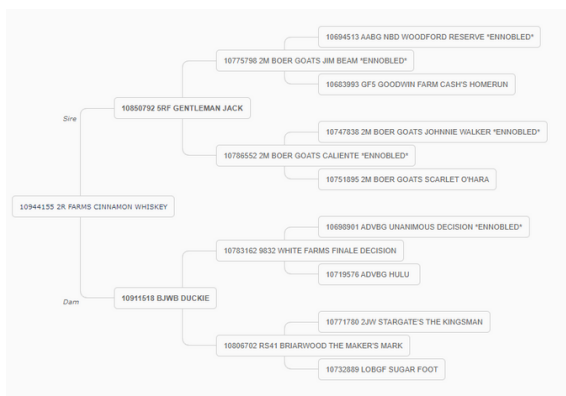 10694513 AABG NBD WOODFORD RESERVE *ENNOBLED*
10775798 2M BOER GOATS JIM BEAM *ENNOBLED*
10683993 GF5 GOODWIN FARM CASH'S HOMERUN
10850792 5RF GENTLEMAN JACK
Sire
10747838 2M BOER GOATS JOHNNIE WALKER *ENNOBLED*
10786552 2M BOER GOATS CALIENTE *ENNOBLED*
10751895 2M BOER GOATS SCARLET O'HARA
10944155 2R FARMS CINNAMON WHISKEY
10698901 ADVBG UNANIMOUS DECISION *ENNOBLED*
10783162 9832 WHITE FARMS FINALE DECISION
10719576 ADVBG HULU
Dam
10911518 BJWB DUCKIE
10771780 2JW STARGATE'S THE KINGSMAN
10806702 RS41 BRIARWOOD THE MAKER'S MARK
10732889 LOBGF SUGAR FOOT